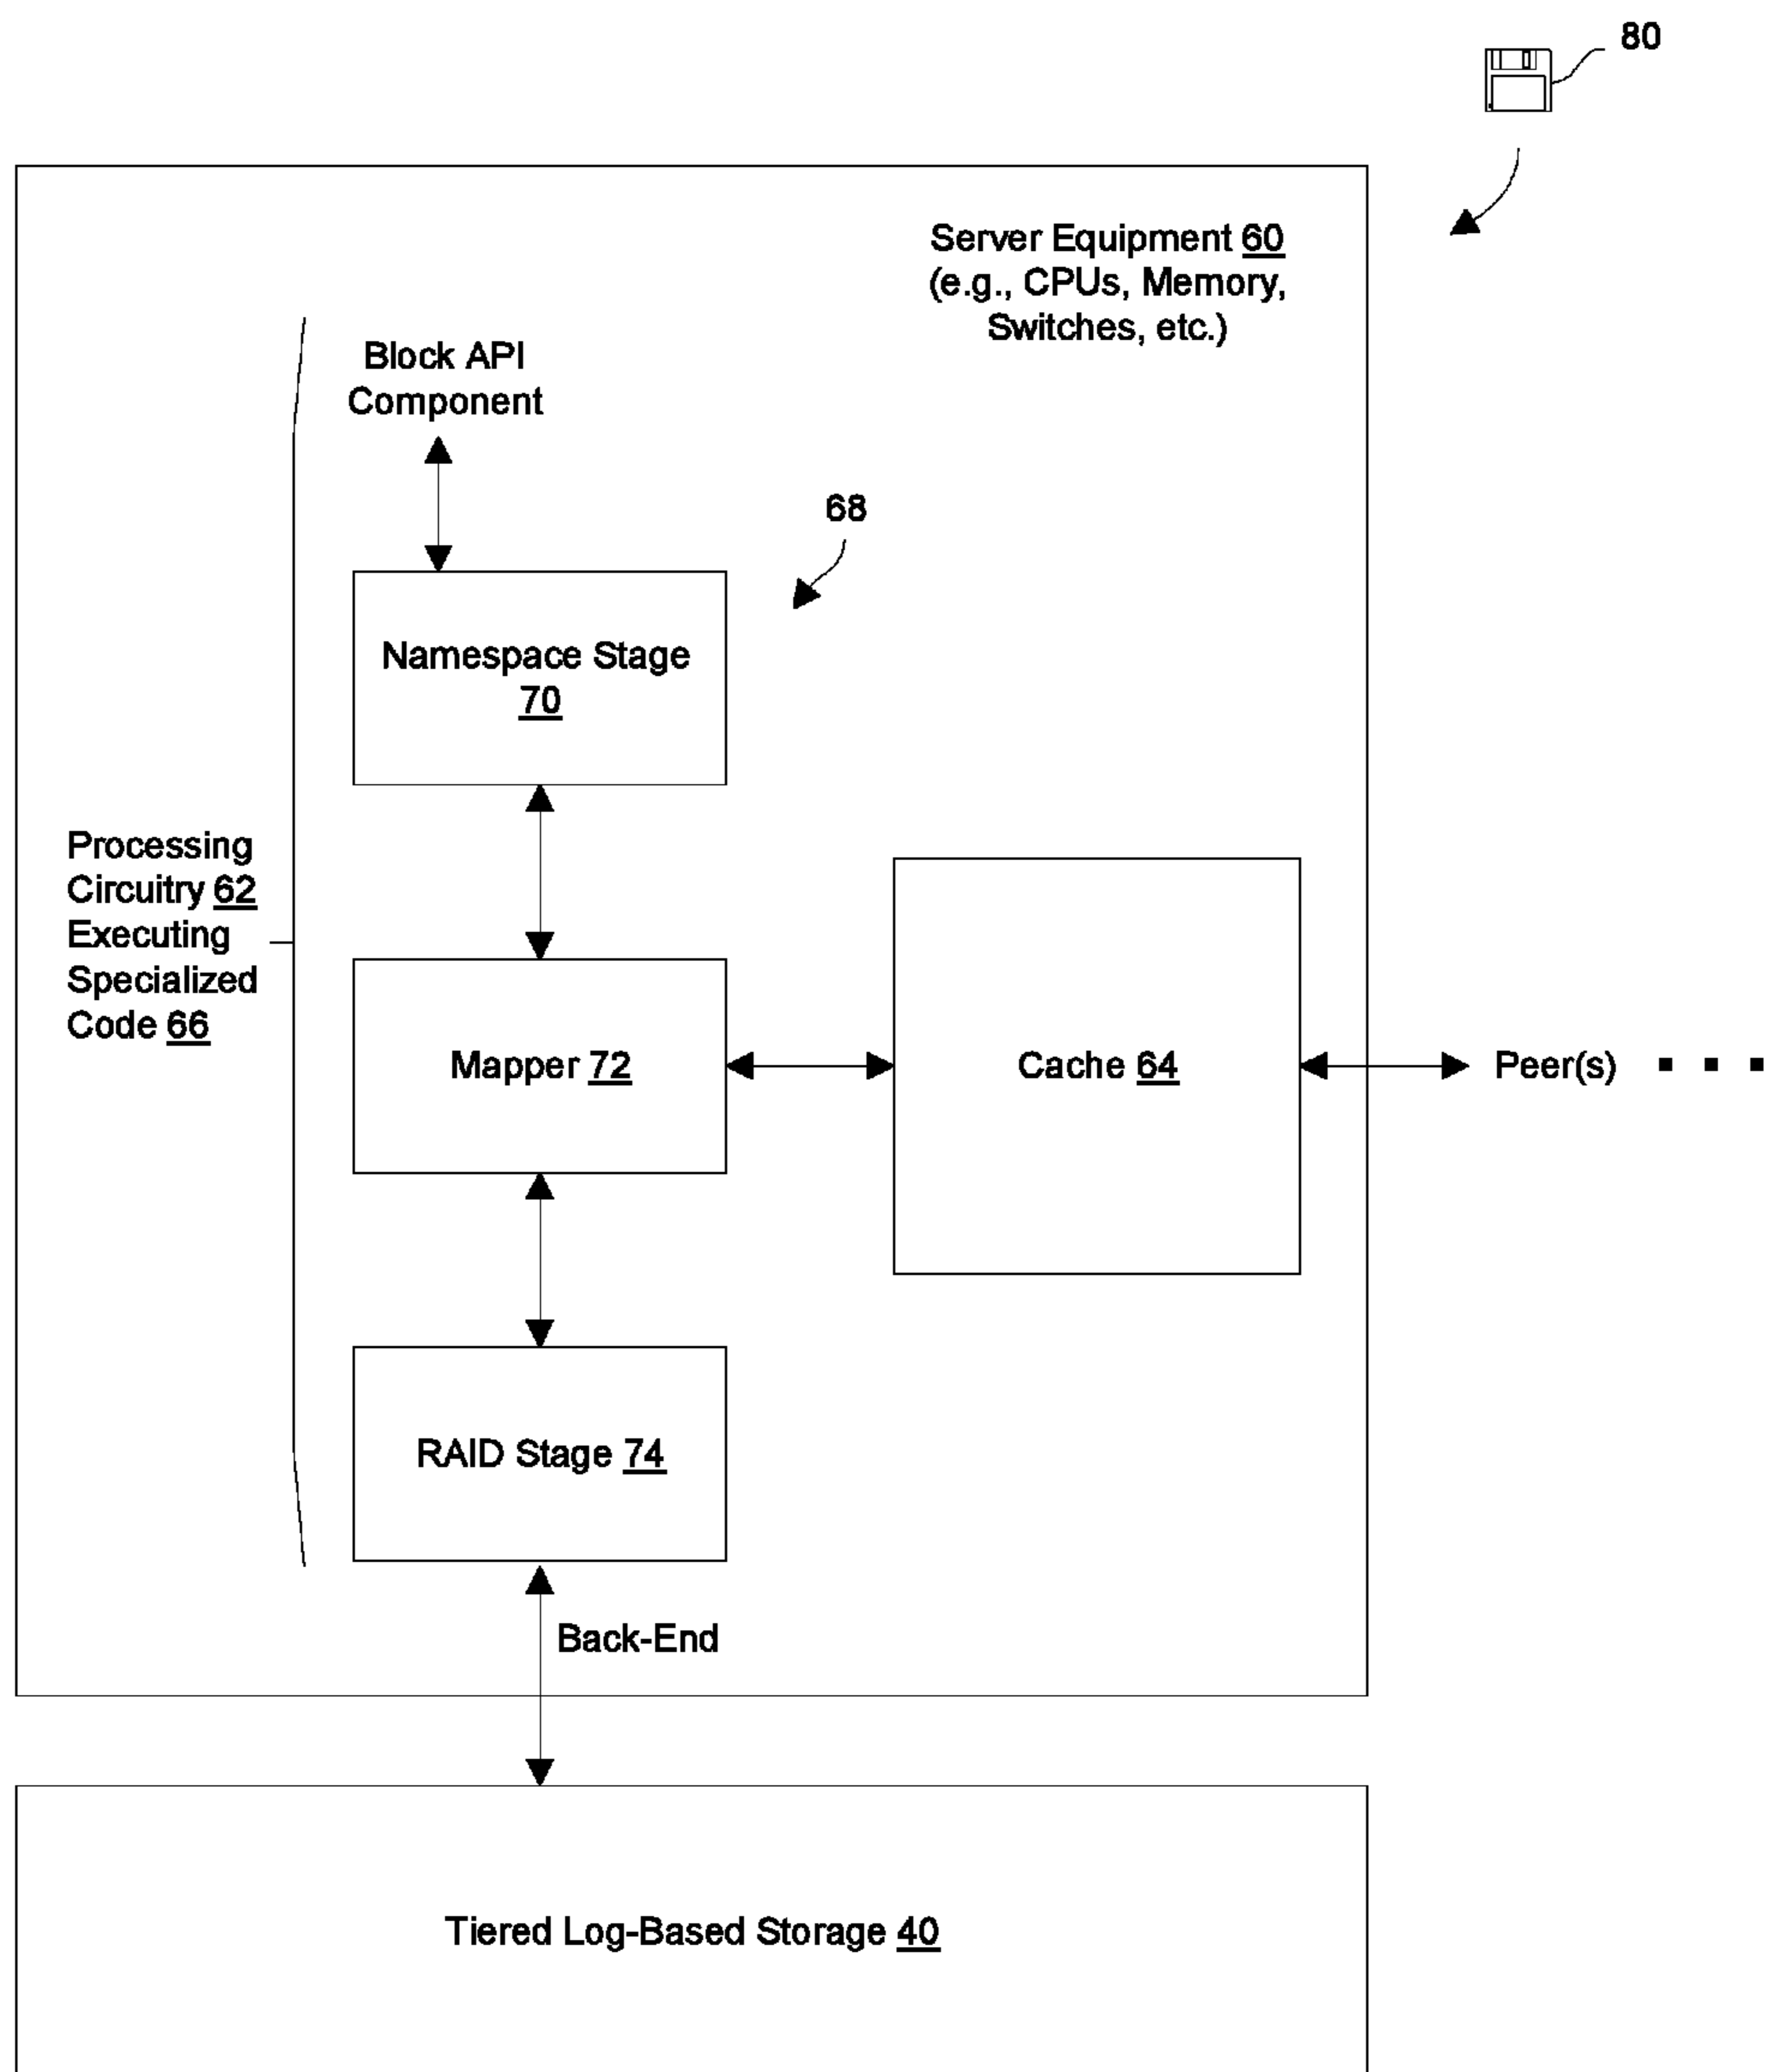 80
Server Equipment 60
(e.g., CPUs, Memory,
Switches, etc.)
Block API
Component
68
Namespace Stage
70
Processing
Circuitry 62
Executing
Specialized
Code 66
Mapper 72
Cache 64
Peer(s)
RAID Stage 74
Back-End
Tiered Log-Based Storage 40